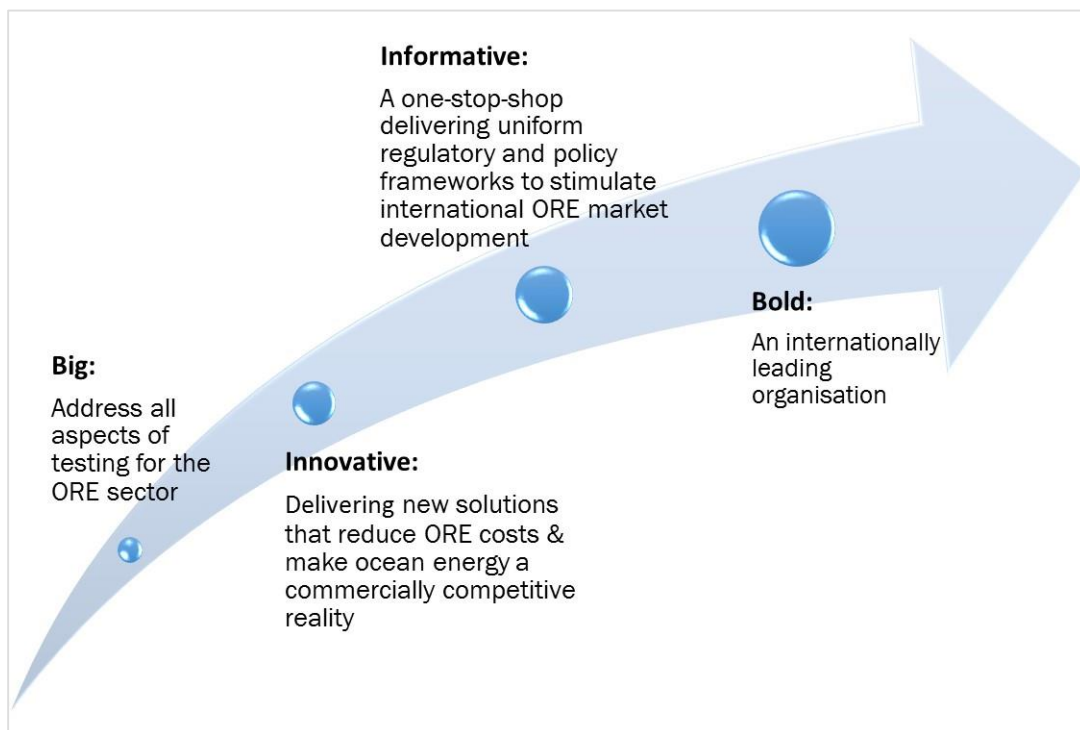 Informative:
A one-stop-shop
delivering uniform
regulatory and policy
frameworks to stimulate
international ORE market
development
Big:
Address all
aspects of
testing for the
ORE sector
Innovative:
Delivering new solutions
that reduce ORE costs &
make ocean energy a
commercially competitive
reality
Bold:
An internationally
leading
organisation